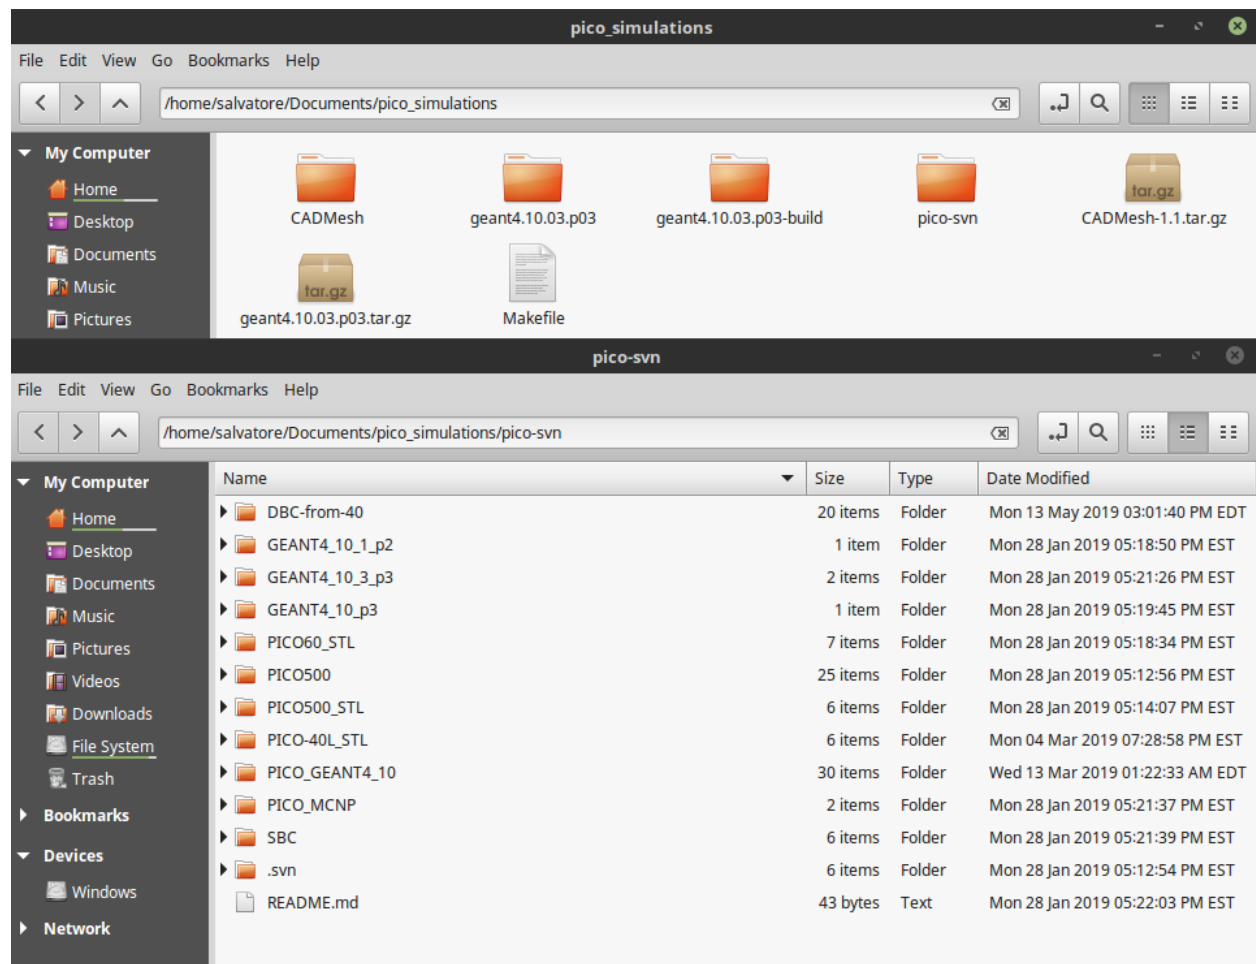 pico_simulations
File Edit View Go Bookmarks Help
/home/salvatore/Documents/pico_simulations
My Computer
Home
Desktop
Documents
Music
Pictures
CADMesh
geant4.10.03.p03
geant4.10.03.p03-build
pico-svn
tar.gz
CADMesh-1.1.tar.gz
tar.gz
geant4.10.03.p03.tar.gz
Makefile
pico-svn
File Edit View Go Bookmarks Help
/home/salvatore/Documents/pico_simulations/pico-svn
My Computer
Home
Desktop
Documents
Music
Pictures
Videos
Downloads
File System
Trash
Bookmarks
Devices
Windows
Network
Name Size Type Date Modified
DBC-from-40 20 items Folder Mon 13 May 2019 03:01:40 PM EDT
GEANT4_10_1_p2 1 item Folder Mon 28 Jan 2019 05:18:50 PM EST
GEANT4_10_3_p3 2 items Folder Mon 28 Jan 2019 05:21:26 PM EST
GEANT4_10_p3 1 item Folder Mon 28 Jan 2019 05:19:45 PM EST
PICO60_STL 7 items Folder Mon 28 Jan 2019 05:18:34 PM EST
PICO500 25 items Folder Mon 28 Jan 2019 05:12:56 PM EST
PICO500_STL 6 items Folder Mon 28 Jan 2019 05:14:07 PM EST
PICO-40L_STL 6 items Folder Mon 04 Mar 2019 07:28:58 PM EST
PICO_GEANT4_10 30 items Folder Wed 13 Mar 2019 01:22:33 AM EDT
PICO_MCNP 2 items Folder Mon 28 Jan 2019 05:21:37 PM EST
SBC 6 items Folder Mon 28 Jan 2019 05:21:39 PM EST
.svn 6 items Folder Mon 28 Jan 2019 05:12:54 PM EST
README.md 43 bytes Text Mon 28 Jan 2019 05:22:03 PM EST